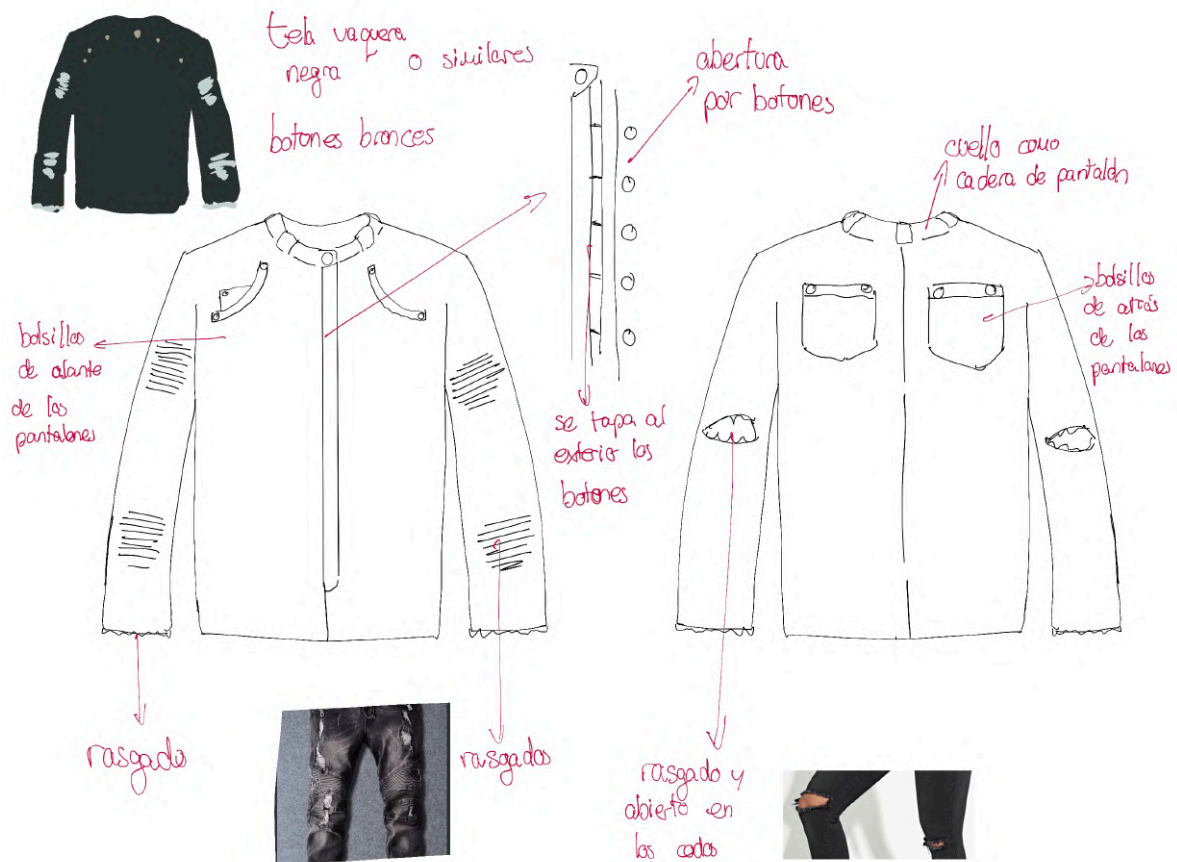 tela vaquera
negra o similares
botones bronces
abertura
por botones
cuello como
cadera de pantalón
bolsillos
de alante
de los
pantalones
bolsillos
de atrás
de los
pantalones
se tapa al
exterior los
botones
rasgado
rasgados
rasgado y
abierto en
los codos